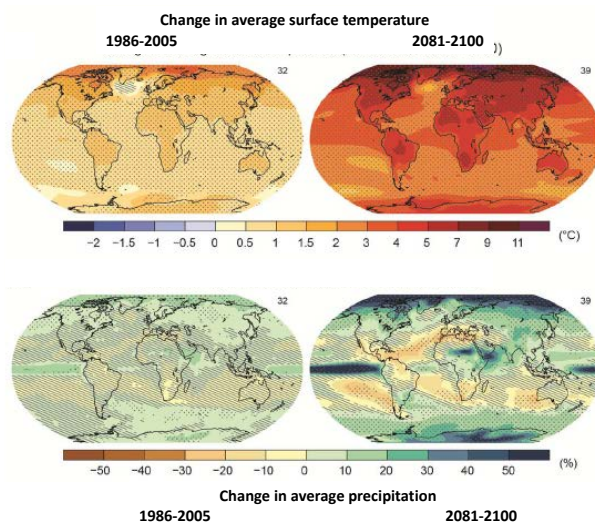 Change in average surface temperature
1986-2005 2081-2100
32 39
−2 −1.5 −1 −0.5 0 0.5 1 1.5 2 3 4 5 7 9 11 (°C)
32 39
−50 −40 −30 −20 −10 0 10 20 30 40 50 (%)
Change in average precipitation
1986-2005 2081-2100